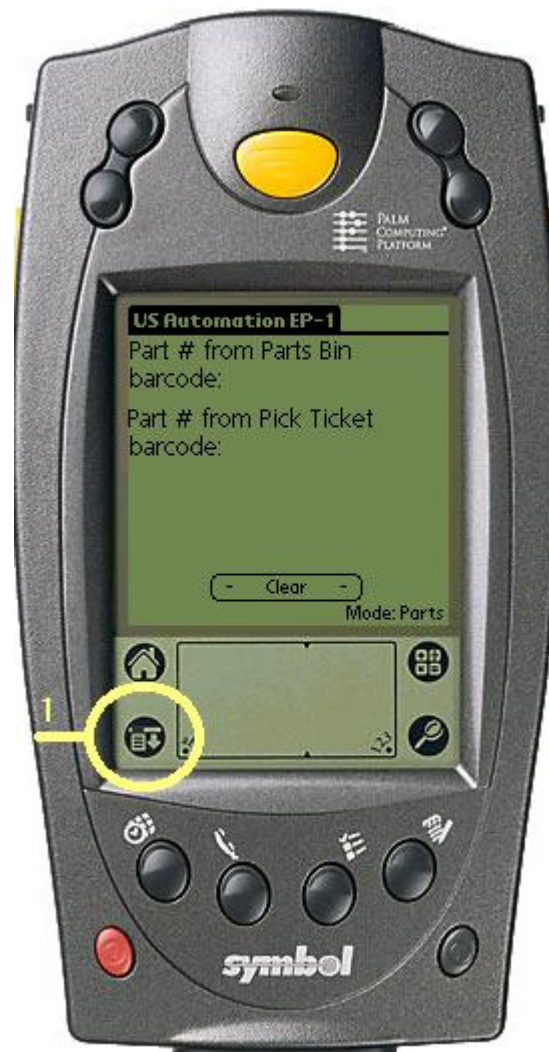 PALM
COMPUTING®
PLATFORM
US Automation EP-1
Part # from Parts Bin
barcode:
Part # from Pick Ticket
barcode:
- Clear -
Mode: Parts
1
123
symbol